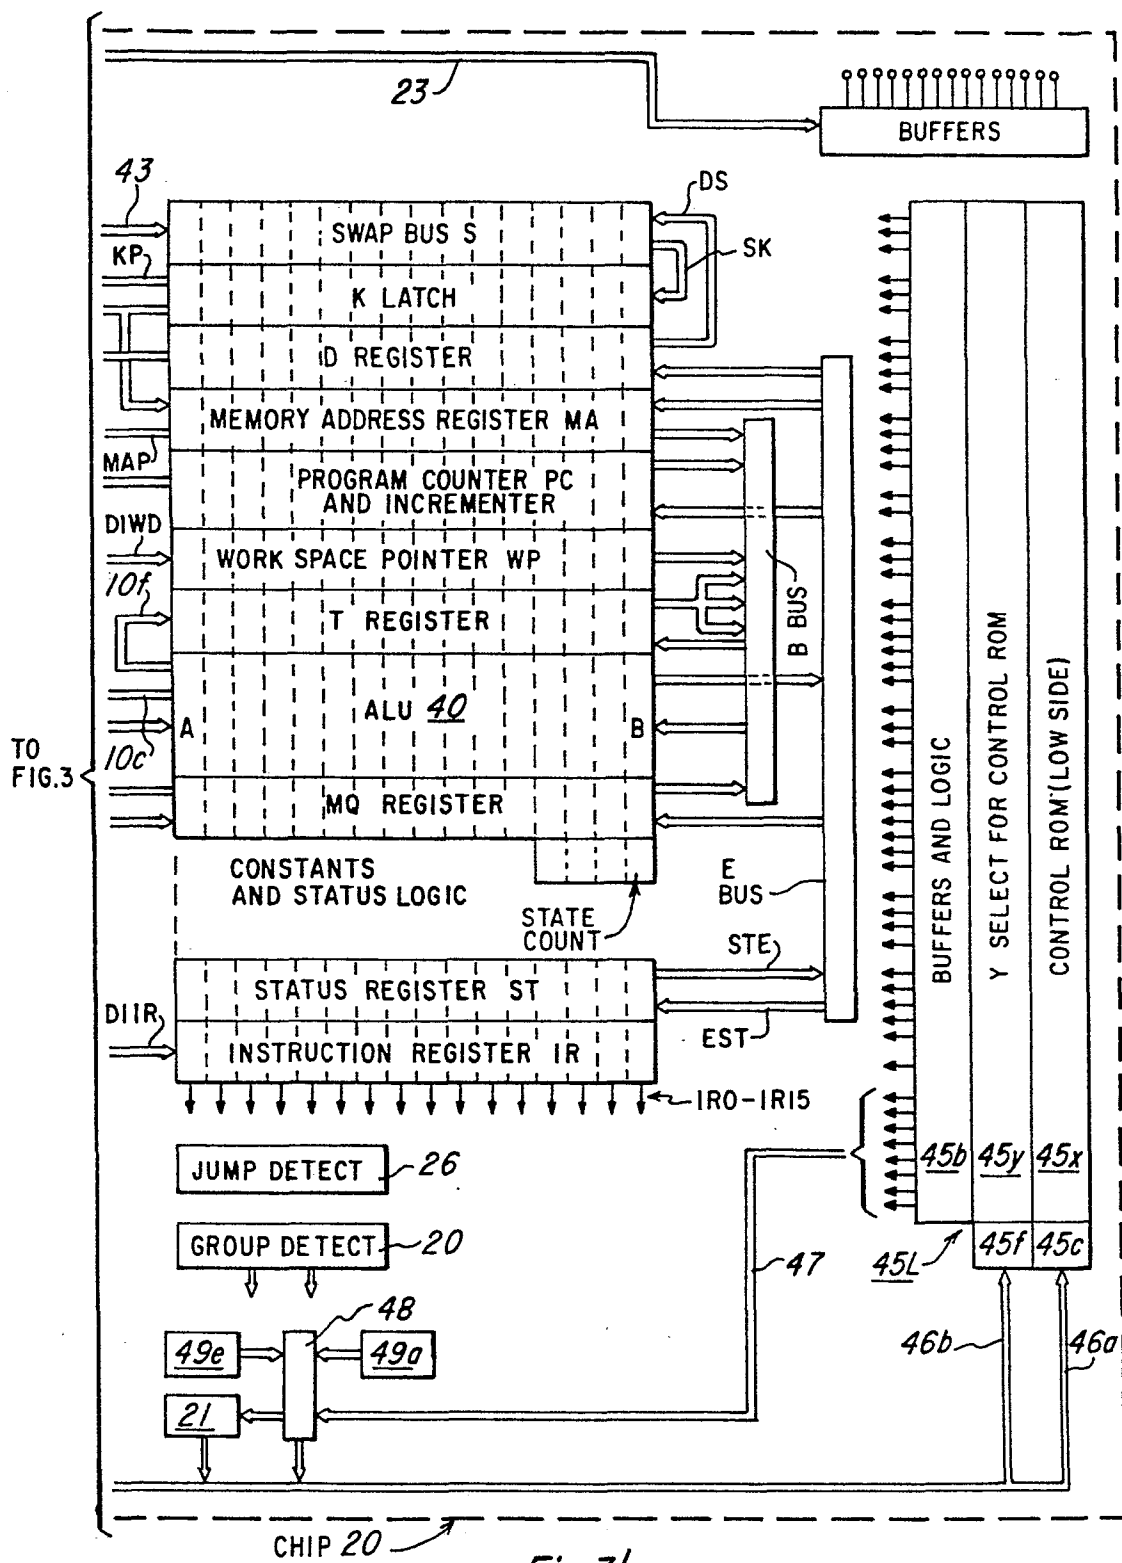 23
BUFFERS
43
DS
SWAP BUS S
SK
KP
K LATCH
D REGISTER
MEMORY ADDRESS REGISTER MA
MAP
PROGRAM COUNTER PC
AND INCREMENTER
DIWD
WORK SPACE POINTER WP
10f
T REGISTER
B BUS
A
ALU 40
B
10c
TO
FIG.3
MQ REGISTER
CONSTANTS
AND STATUS LOGIC
STATE
COUNT
E
BUS
STE
STATUS REGISTER ST
DIIR
EST
INSTRUCTION REGISTER IR
IR0-IR15
BUFFERS AND LOGIC
Y SELECT FOR CONTROL ROM
CONTROL ROM (LOW SIDE)
45b
45y
45x
JUMP DETECT
26
GROUP DETECT
20
45L
45f
45c
47
48
49e
49a
46b
46a
21
CHIP 20